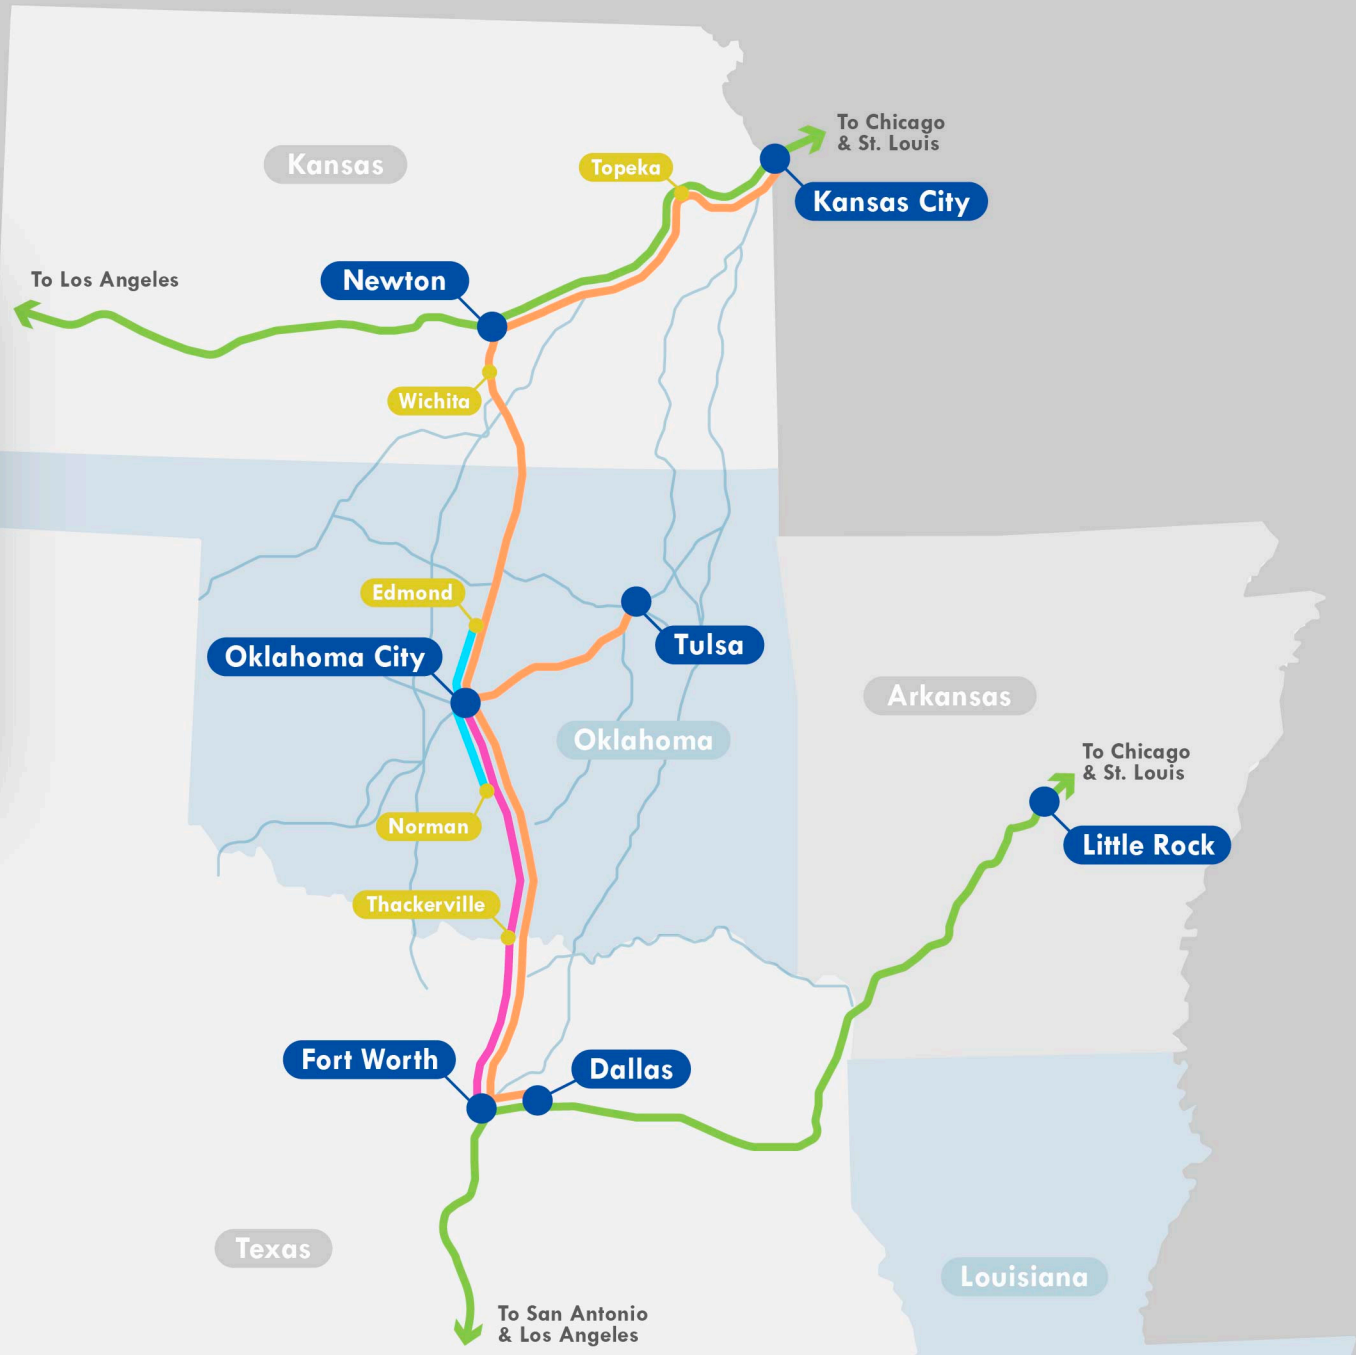 To Chicago
& St. Louis
Kansas
Topeka
Kansas City
To Los Angeles
Newton
Wichita
Edmond
Oklahoma City
Tulsa
Arkansas
Oklahoma
To Chicago
& St. Louis
Norman
Little Rock
Thackerville
Fort Worth
Dallas
Texas
Louisiana
To San Antonio
& Los Angeles